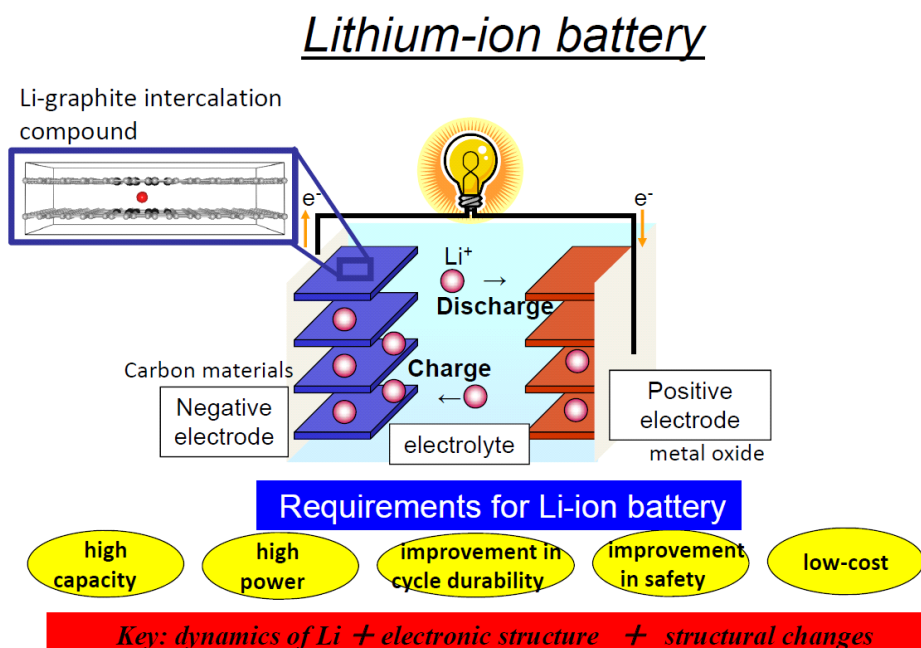 Lithium-ion battery
Li-graphite intercalation
compound
e-
e-
Li+
→
Discharge
Carbon materials
Charge
←
Negative
electrode
Positive
electrode
electrolyte
metal oxide
Requirements for Li-ion battery
high
capacity
high
power
improvement in
cycle durability
improvement
in safety
low-cost
Key: dynamics of Li + electronic structure + structural changes